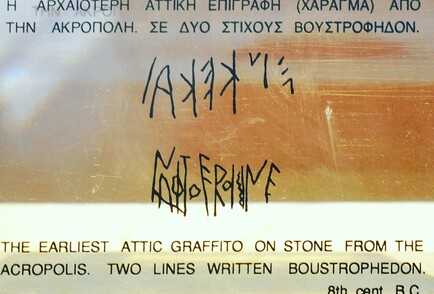 Η ΑΡΧΑΙΟΤΕΡΗ ΑΤΤΙΚΗ ΕΠΙΓΡΑΦΗ (ΧΑΡΑΓΜΑ) ΑΠΟ
ΤΗΝ ΑΚΡΟΠΟΛΗ. ΣΕ ΔΥΟ ΣΤΙΧΟΥΣ ΒΟΥΣΤΡΟΦΗΔΟΝ.
THE EARLIEST ATTIC GRAFFITO ON STONE FROM THE
ACROPOLIS. TWO LINES WRITTEN BOUSTROPHEDON.
8th cent. B.C.